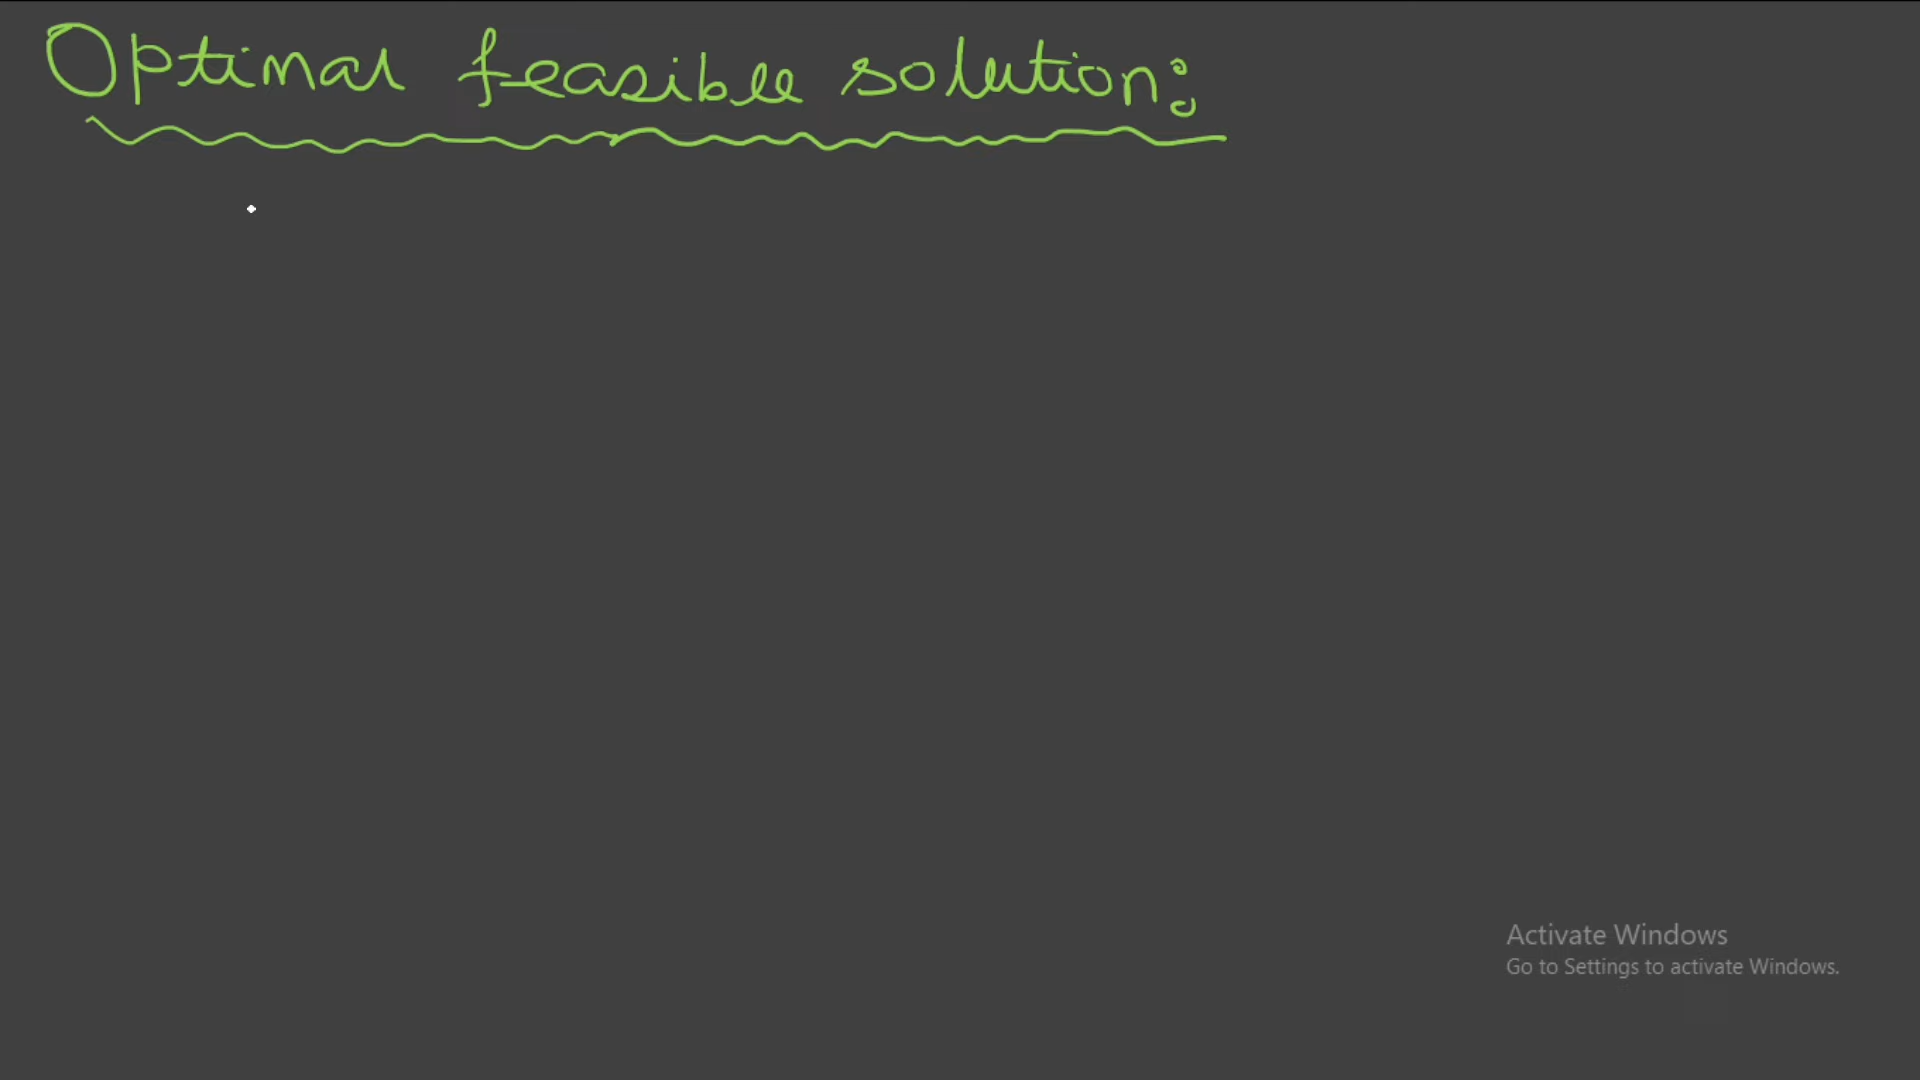 Optimal feasible solution:
Activate Windows
Go to Settings to activate Windows.